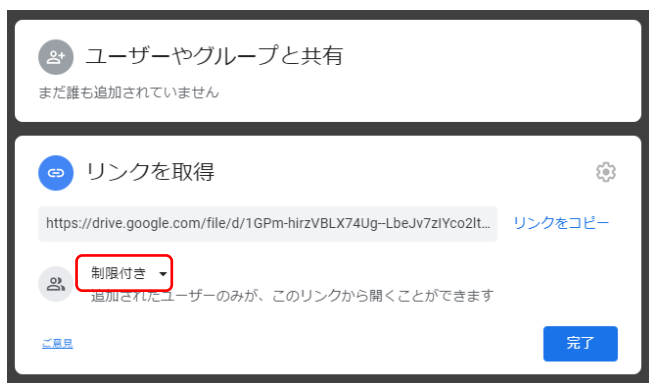 ユーザーやグループと共有
まだ誰も追加されていません
リンクを取得
https://drive.google.com/file/d/1GPm-hirzVBLX74Ug--LbeJv7zIYco2lt... リンクをコピー
制限付き
追加されたユーザーのみが、このリンクから開くことができます
ご意見 完了